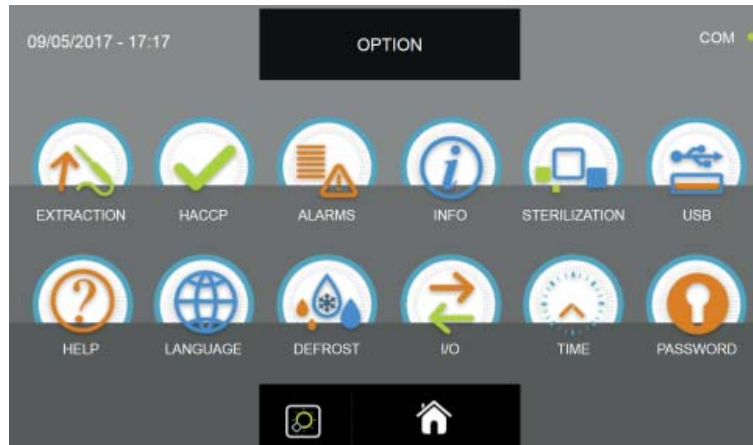 09/05/2017 - 17:17
OPTION
COM
EXTRACTION HACCP ALARMS INFO STERILIZATION USB
HELP LANGUAGE DEFROST I/O TIME PASSWORD